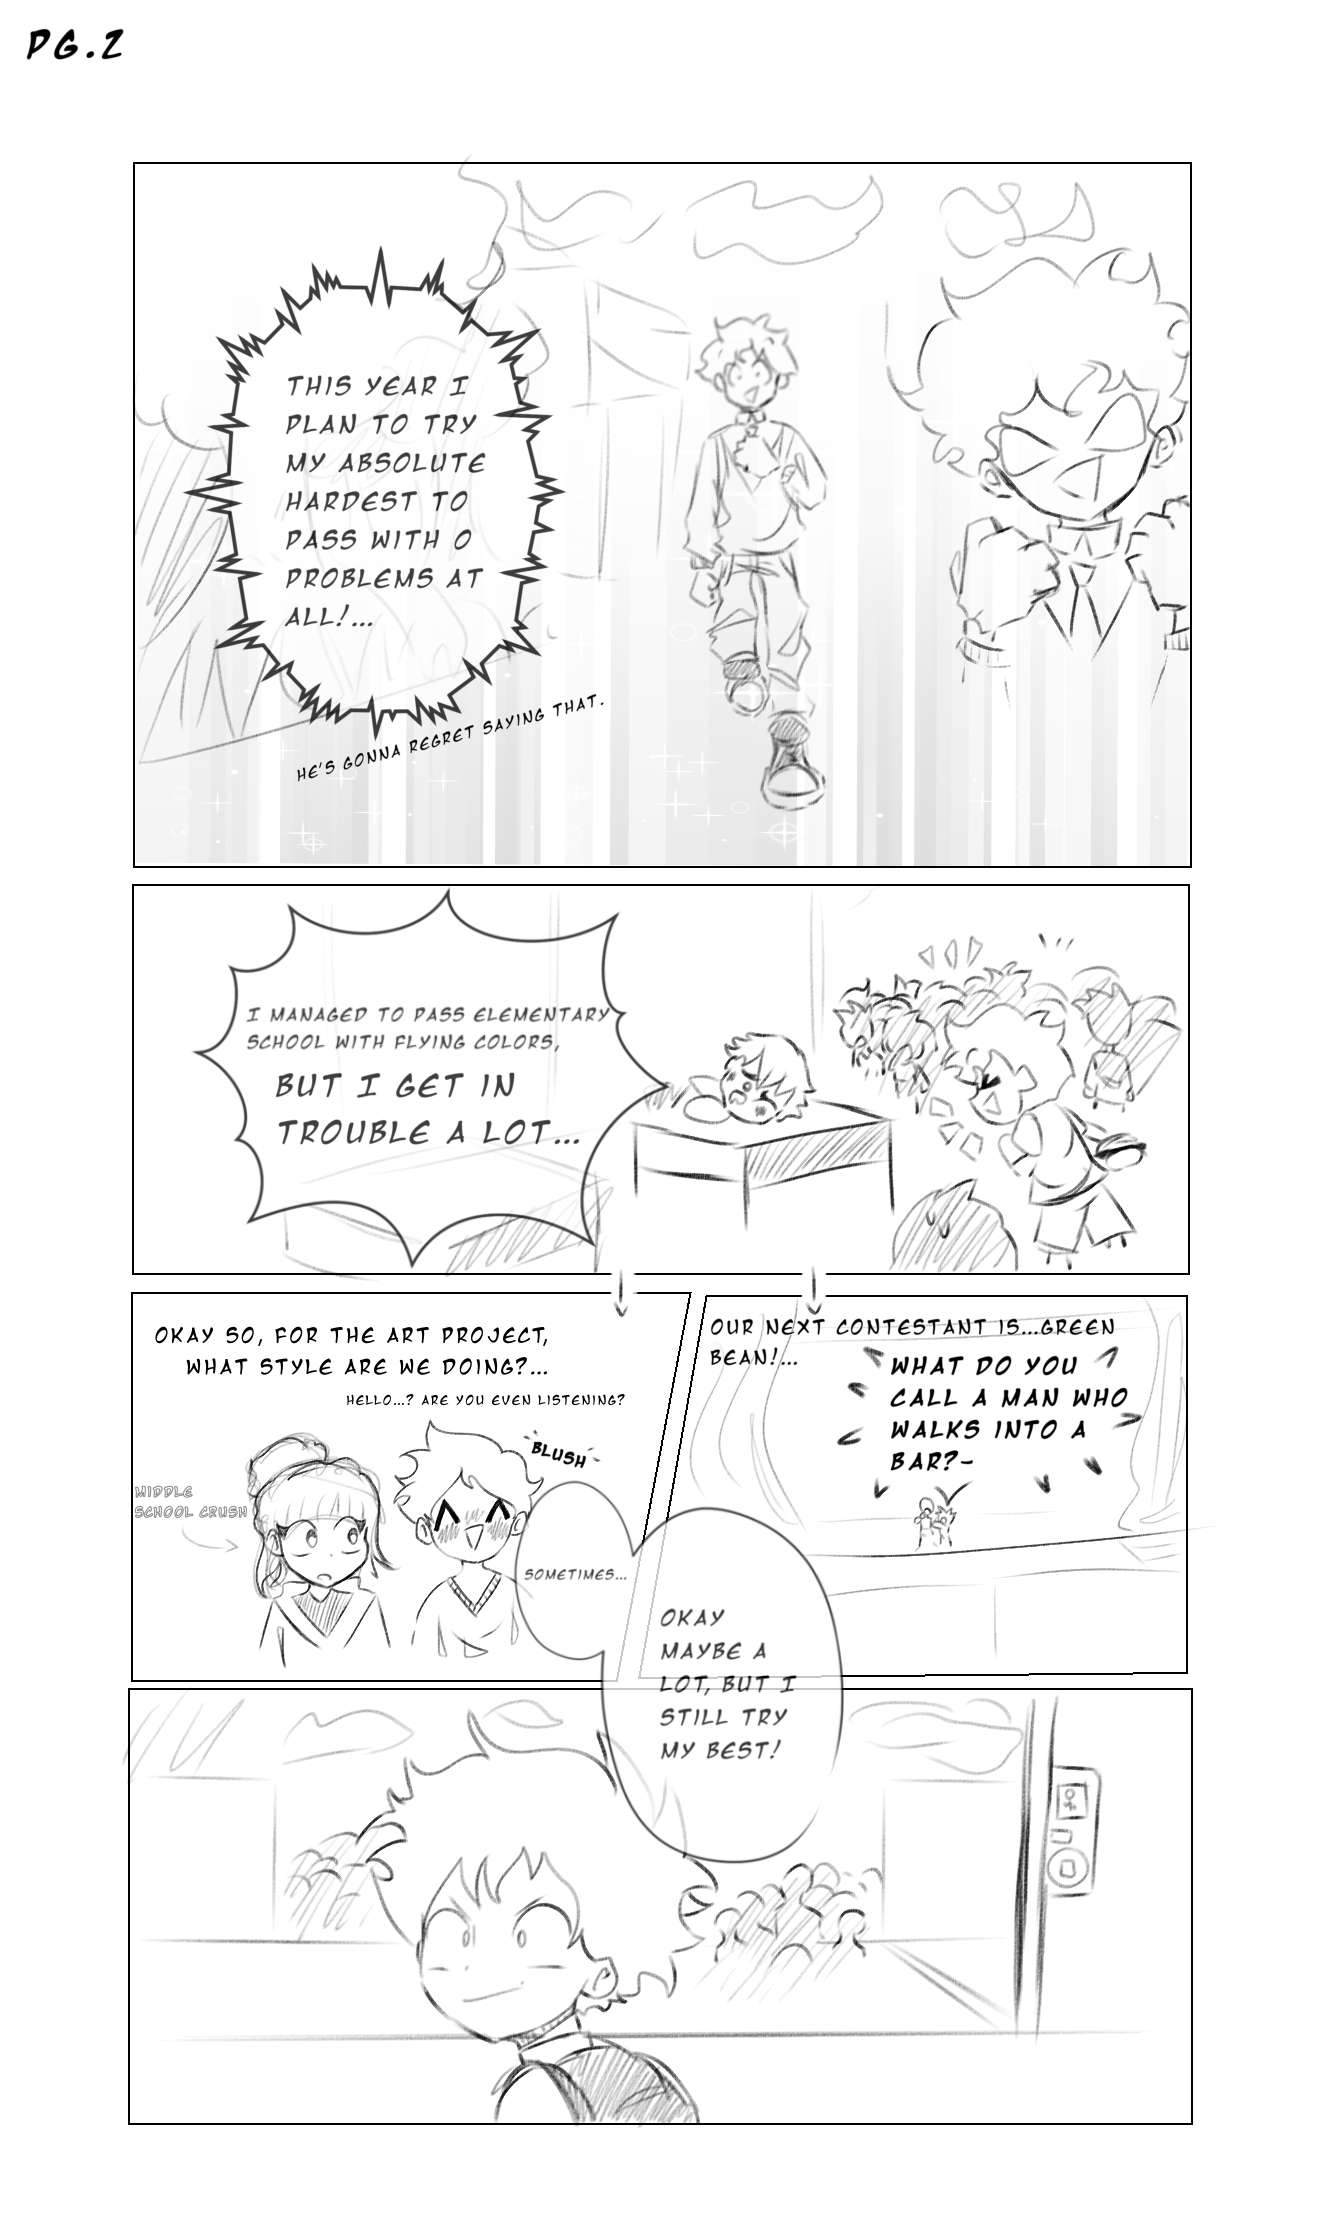 PG.2
THIS YEAR I
PLAN TO TRY
MY ABSOLUTE
HARDEST TO
PASS WITH 0
PROBLEMS AT
ALL!...
HE'S GONNA REGRET SAYING THAT.
I MANAGED TO PASS ELEMENTARY
SCHOOL WITH FLYING COLORS,
BUT I GET IN
TROUBLE A LOT...
OKAY SO, FOR THE ART PROJECT,
WHAT STYLE ARE WE DOING?...
HELLO...? ARE YOU EVEN LISTENING?
BLUSH
MIDDLE
SCHOOL CRUSH
SOMETIMES...
OUR NEXT CONTESTANT IS...GREEN
BEAN!...
WHAT DO YOU
CALL A MAN WHO
WALKS INTO A
BAR?-
OKAY
MAYBE A
LOT, BUT I
STILL TRY
MY BEST!